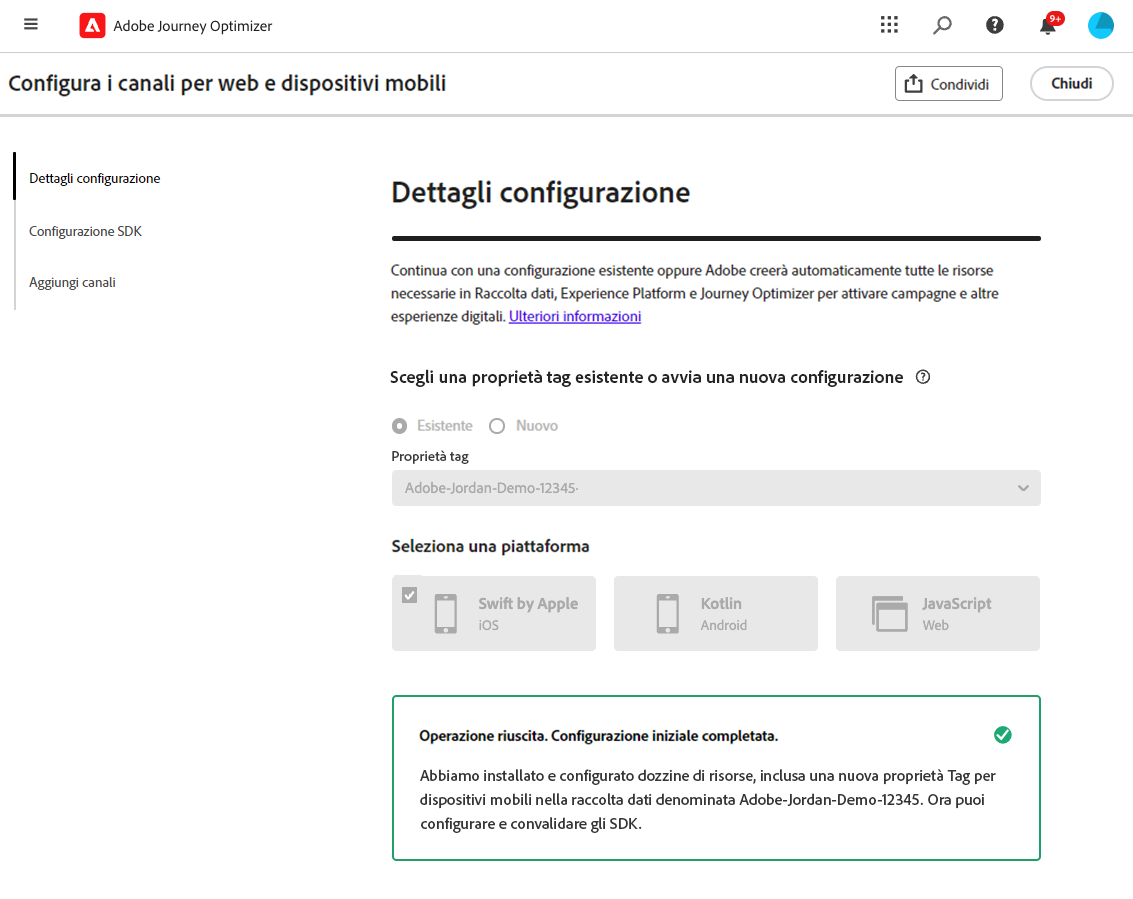 Adobe Journey Optimizer
9+
Configura i canali per web e dispositivi mobili
Condividi
Chiudi
Dettagli configurazione
Configurazione SDK
Aggiungi canali
Dettagli configurazione
Continua con una configurazione esistente oppure Adobe creerà automaticamente tutte le risorse
necessarie in Raccolta dati, Experience Platform e Journey Optimizer per attivare campagne e altre
esperienze digitali. Ulteriori informazioni
Scegli una proprietà tag esistente o avvia una nuova configurazione
Esistente Nuovo
Proprietà tag
Adobe-Jordan-Demo-12345·
Seleziona una piattaforma
Swift by Apple
iOS
Kotlin
Android
JavaScript
Web
Operazione riuscita. Configurazione iniziale completata.
Abbiamo installato e configurato dozzine di risorse, inclusa una nuova proprietà Tag per
dispositivi mobili nella raccolta dati denominata Adobe-Jordan-Demo-12345. Ora puoi
configurare e convalidare gli SDK.